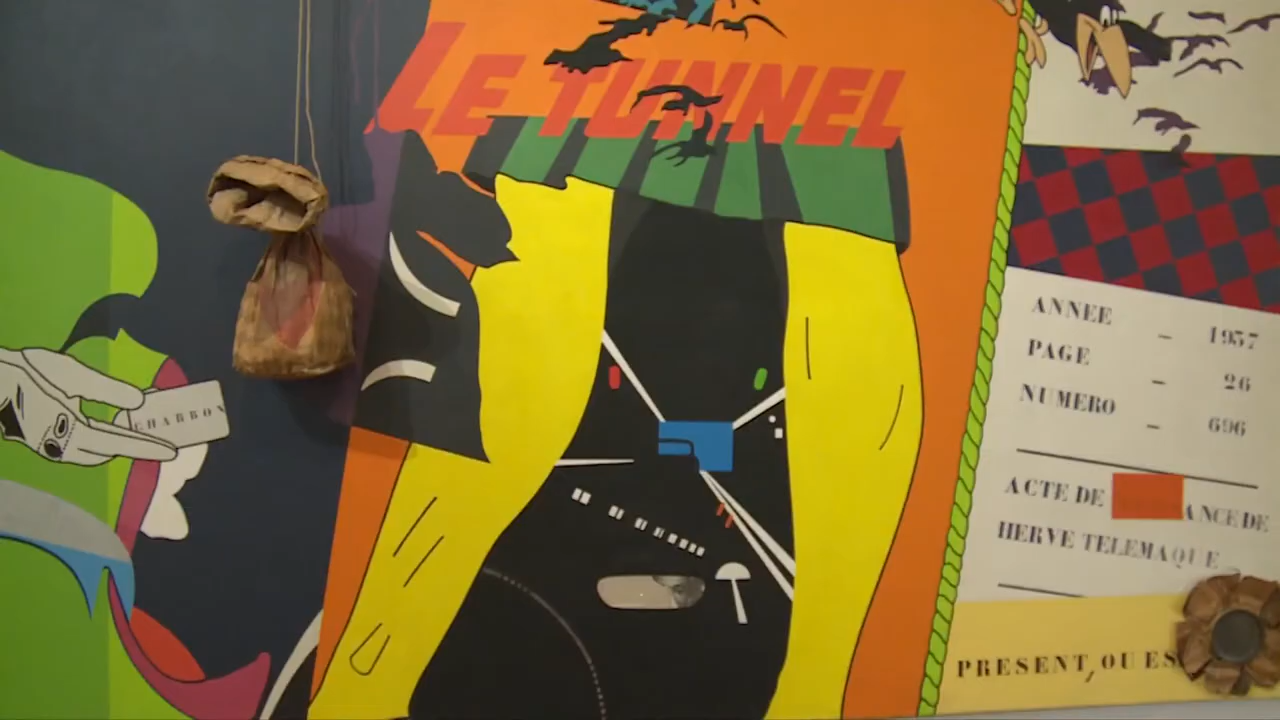 LE TUNNEL
CHARBON
ANNEE – 1957
PAGE – 26
NUMERO – 696
ACTE DE ANCE DE
HERVE TELEMAQUE
PRESENT, OU ES